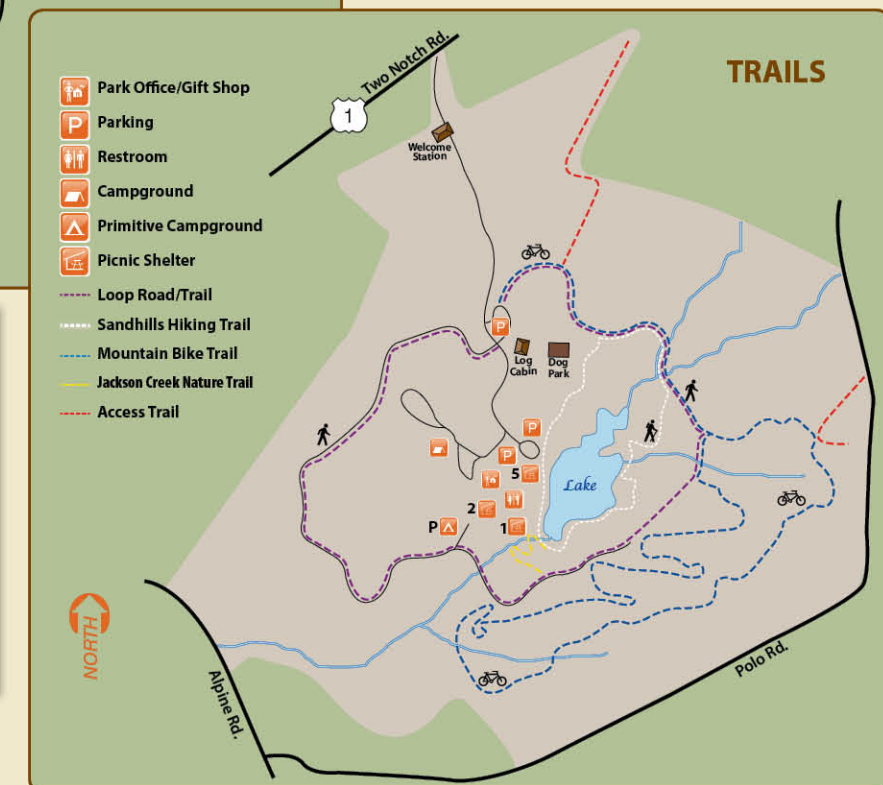 TRAILS
Park Office/Gift Shop
P Parking
Restroom
Campground
Primitive Campground
Picnic Shelter
Loop Road/Trail
Sandhills Hiking Trail
Mountain Bike Trail
Jackson Creek Nature Trail
Access Trail
Two Notch Rd.
1
Welcome
Station
P
Log
Cabin
Dog
Park
P
P
5
Lake
2
P
1
NORTH
Alpine Rd.
Polo Rd.